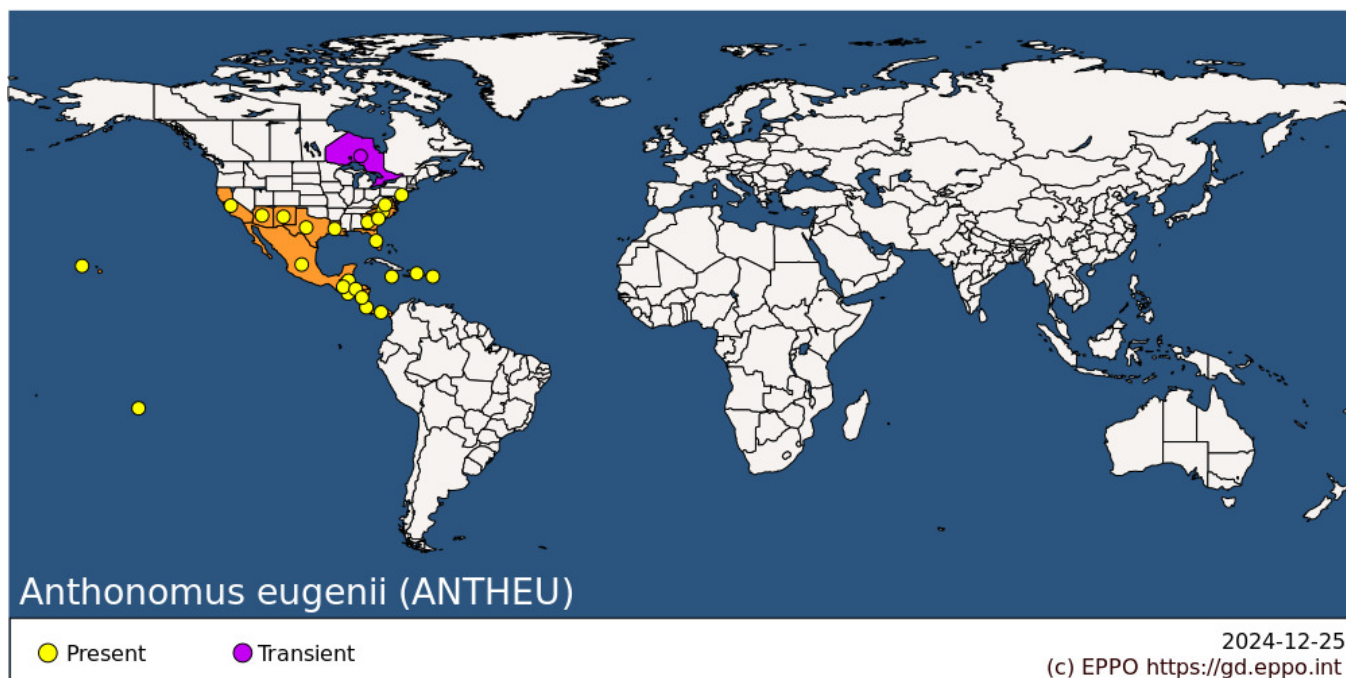 Anthonomus eugenii (ANTHEU)
Present
Transient
2024-12-25
(c) EPPO https://gd.eppo.int